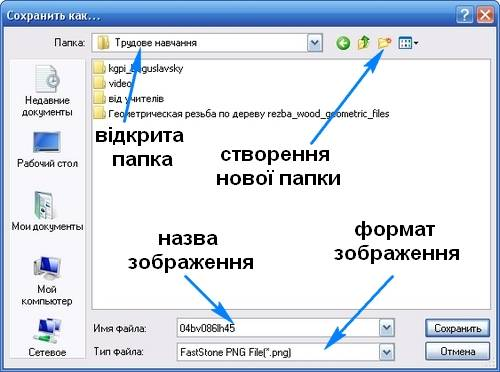 Сохранить как...
Папка:
Трудове навчання
kgpi_boguslavsky
video
від учителів
Геометрическая резьба по дереву rezba_wood_geometric_files
Недавние
документы
Рабочий стол
Мои документы
Мой
компьютер
Сетевое
відкрита
папка
створення
нової папки
назва
зображення
формат
зображення
Имя файла:
04bv086lh45
Сохранить
Тип файла:
FastStone PNG File(*.png)
Отмена